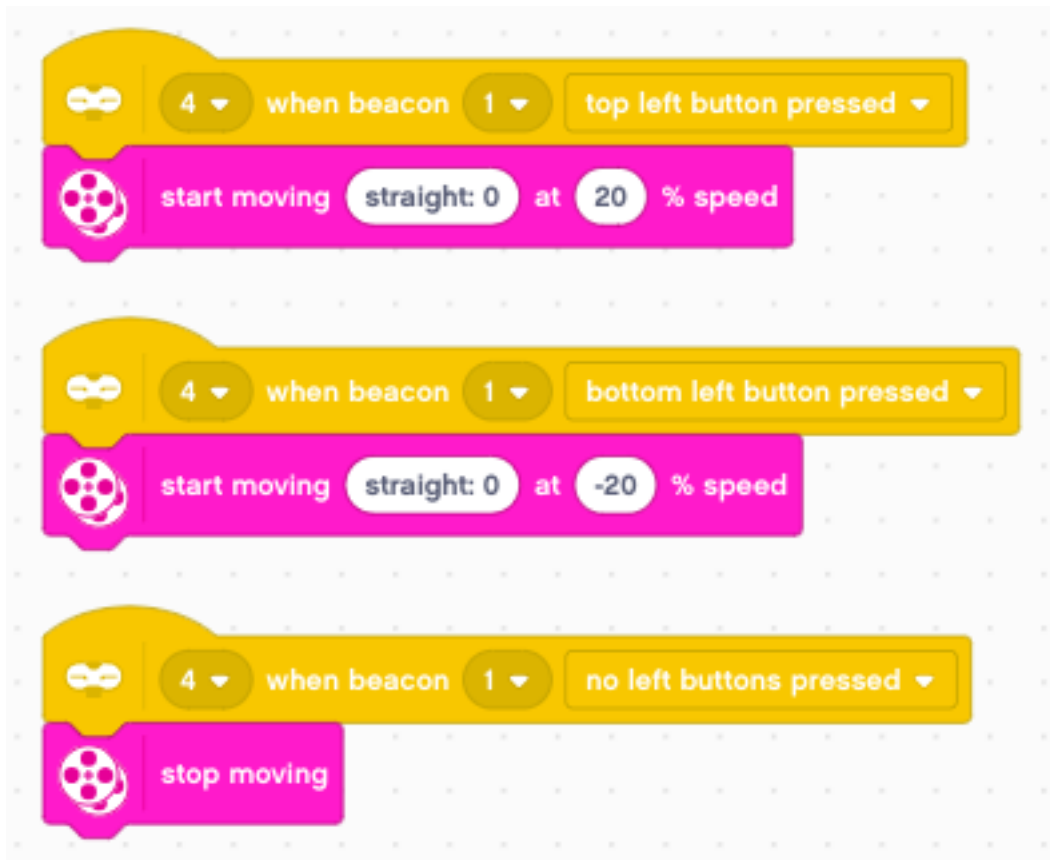 4 when beacon 1 top left button pressed
start moving straight: 0 at 20 % speed
4 when beacon 1 bottom left button pressed
start moving straight: 0 at -20 % speed
4 when beacon 1 no left buttons pressed
stop moving